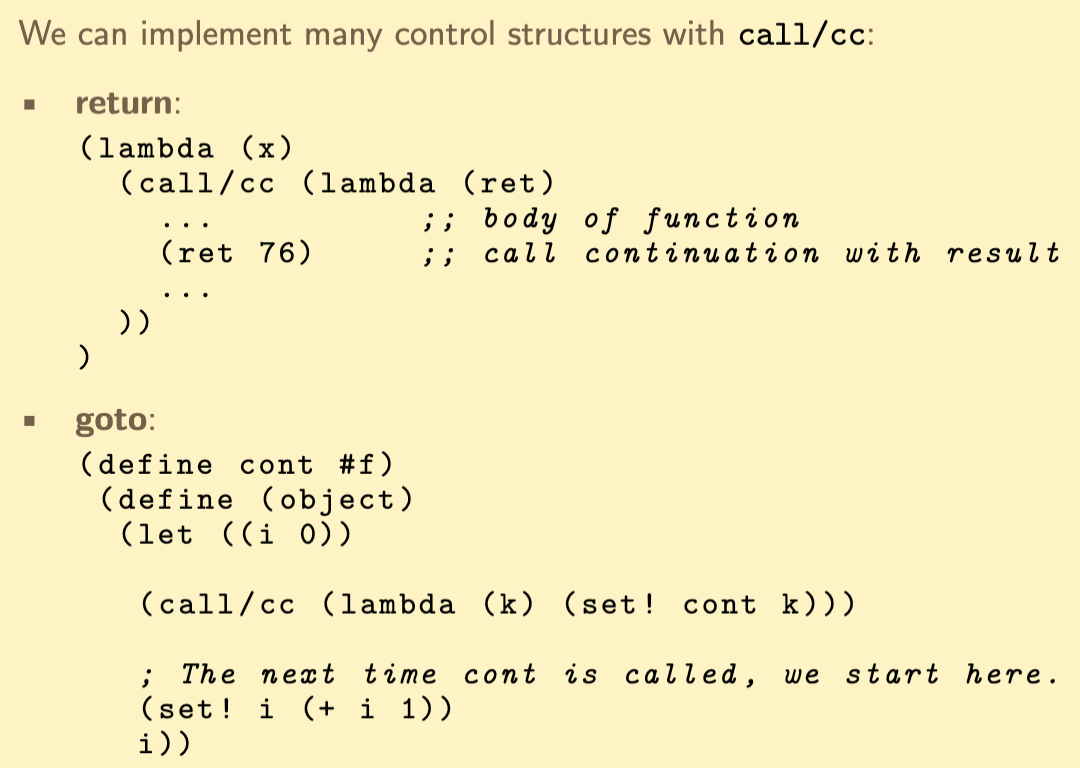 We can implement many control structures with call/cc:
▪ return:
(lambda (x)
  (call/cc (lambda (ret)
    ...          ;; body of function
    (ret 76)     ;; call continuation with result
    ...
  ))
)
▪ goto:
(define cont #f)
 (define (object)
  (let ((i 0))
   (call/cc (lambda (k) (set! cont k)))
   ; The next time cont is called, we start here.
   (set! i (+ i 1))
   i))